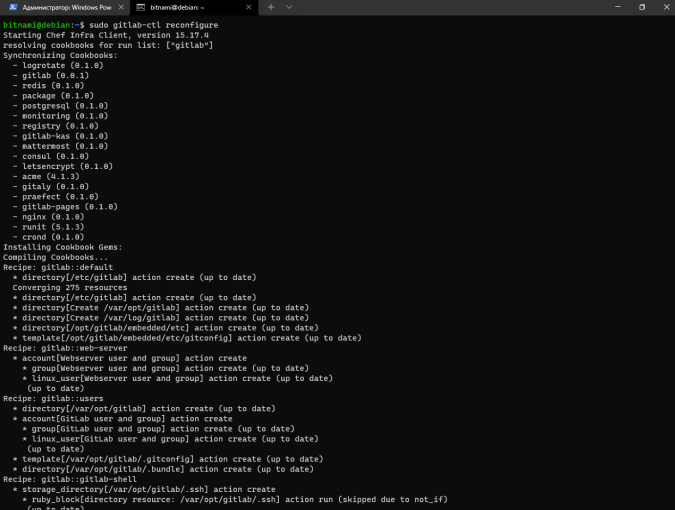 Администратор: Windows Pow
bitnami@debian: ~
bitnami@debian:~$ sudo gitlab-ctl reconfigure
Starting Chef Infra Client, version 15.17.4
resolving cookbooks for run list: ["gitlab"]
Synchronizing Cookbooks:
- logrotate (0.1.0)
- gitlab (0.0.1)
- redis (0.1.0)
- package (0.1.0)
- postgresql (0.1.0)
- monitoring (0.1.0)
- registry (0.1.0)
- gitlab-kas (0.1.0)
- mattermost (0.1.0)
- consul (0.1.0)
- letsencrypt (0.1.0)
- acme (4.1.3)
- gitaly (0.1.0)
- praefect (0.1.0)
- gitlab-pages (0.1.0)
- nginx (0.1.0)
- runit (5.1.3)
- crond (0.1.0)
Installing Cookbook Gems:
Compiling Cookbooks...
Recipe: gitlab::default
* directory[/etc/gitlab] action create (up to date)
Converging 275 resources
* directory[/etc/gitlab] action create (up to date)
* directory[Create /var/opt/gitlab] action create (up to date)
* directory[Create /var/log/gitlab] action create (up to date)
* directory[/opt/gitlab/embedded/etc] action create (up to date)
* template[/opt/gitlab/embedded/etc/gitconfig] action create (up to date)
Recipe: gitlab::web-server
* account[Webserver user and group] action create
* group[Webserver user and group] action create (up to date)
* linux_user[Webserver user and group] action create (up to date)
(up to date)
Recipe: gitlab::users
* directory[/var/opt/gitlab] action create (up to date)
* account[GitLab user and group] action create
* group[GitLab user and group] action create (up to date)
* linux_user[GitLab user and group] action create (up to date)
(up to date)
* template[/var/opt/gitlab/.gitconfig] action create (up to date)
* directory[/var/opt/gitlab/.bundle] action create (up to date)
Recipe: gitlab::gitlab-shell
* storage_directory[/var/opt/gitlab/.ssh] action create
* ruby_block[directory resource: /var/opt/gitlab/.ssh] action run (skipped due to not_if)
(up to date)